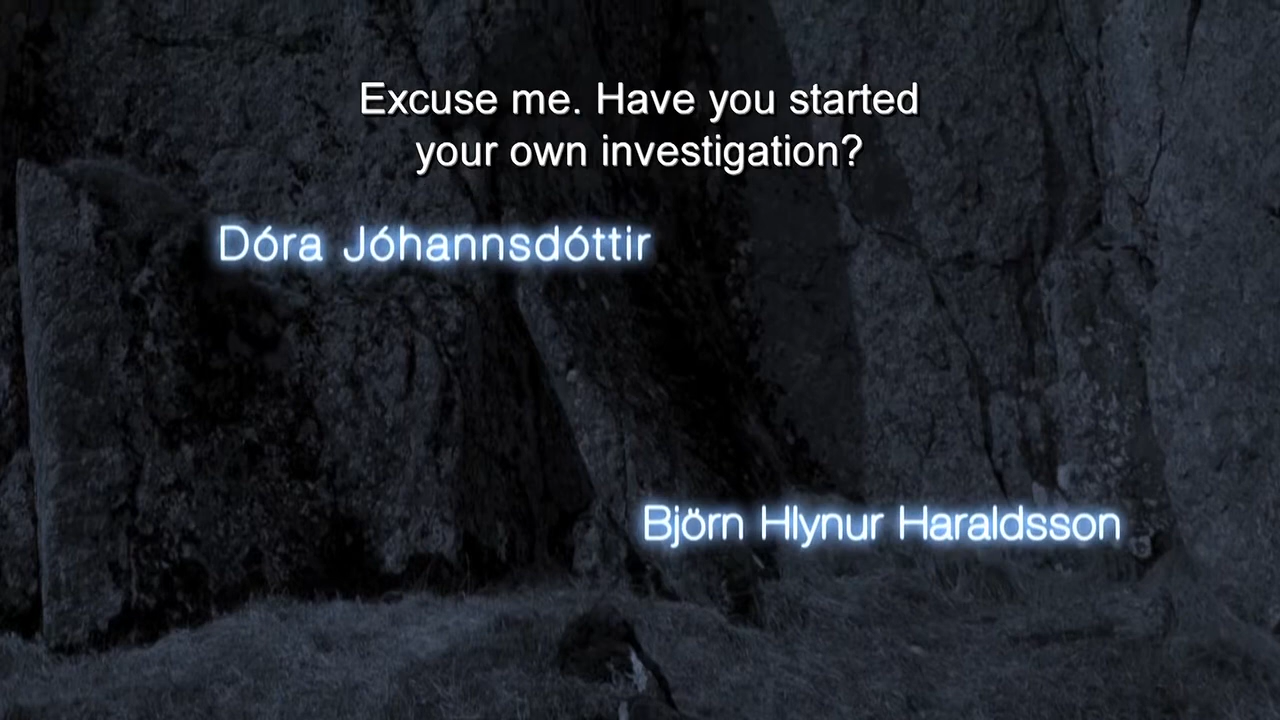 Excuse me. Have you started
your own investigation?
Dóra Jóhannsdóttir
Björn Hlynur Haraldsson